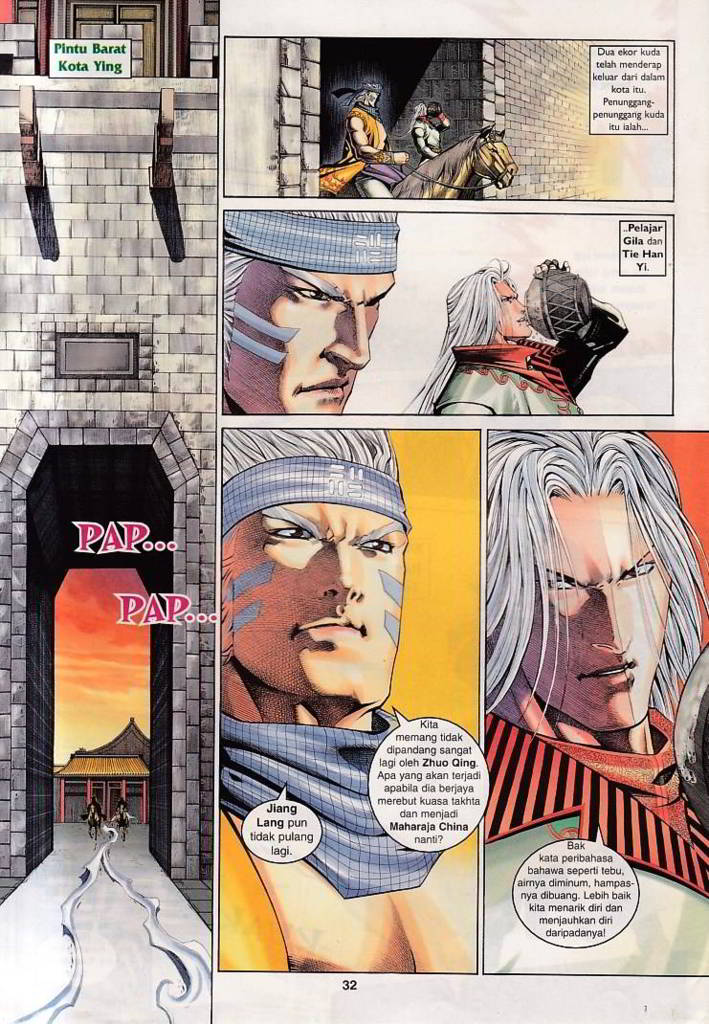 Pintu Barat
Kota Ying
PAP...
PAP...
Dua ekor kuda
telah menderap
keluar dari dalam
kota itu.
Penunggang-
penunggang kuda
itu ialah...
..Pelajar
Gila dan
Tie Han
Yi.
Kita
memang tidak
dipandang sangat
lagi oleh Zhuo Qing.
Apa yang akan terjadi
apabila dia berjaya
merebut kuasa takhta
dan menjadi
Maharaja China
nanti?
Jiang
Lang pun
tidak pulang
lagi.
Bak
kata peribahasa
bahawa seperti tebu,
airnya diminum, hampas-
nya dibuang. Lebih baik
kita menarik diri dan
menjauhkan diri
daripadanya!
32